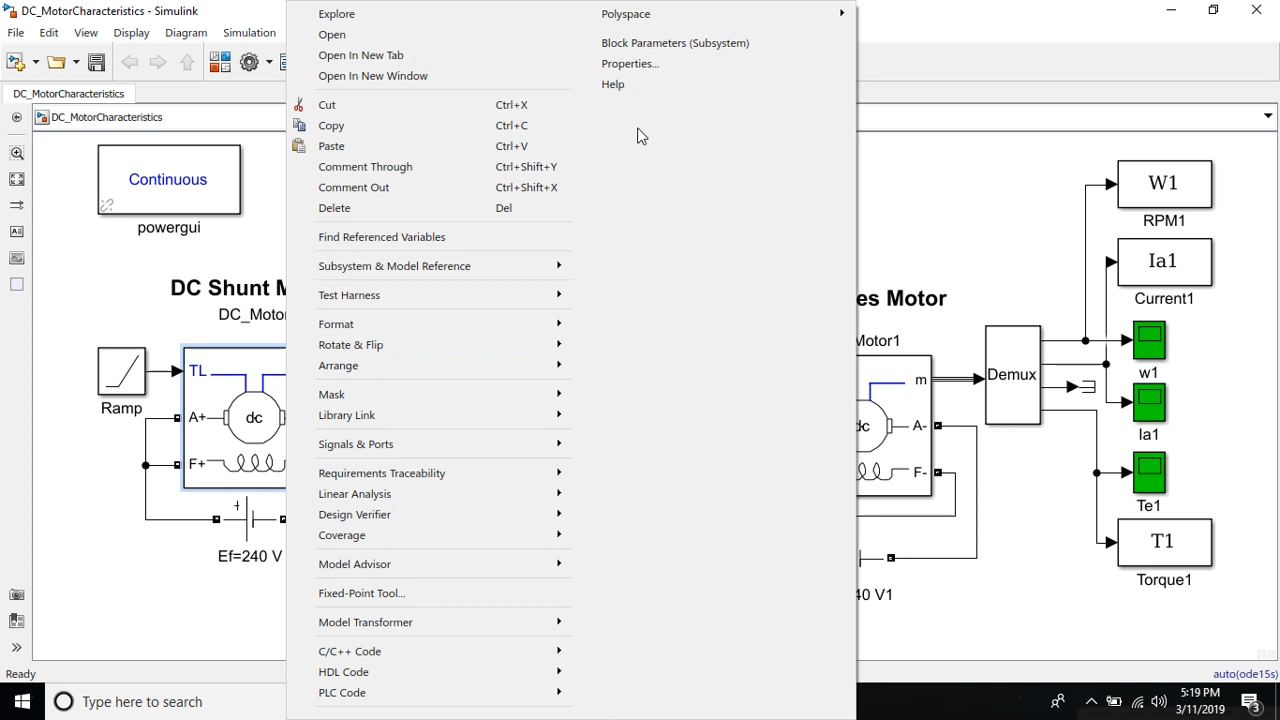 DC_MotorCharacteristics - Simulink
File Edit View Display Diagram Simulation
DC_MotorCharacteristics
DC_MotorCharacteristics
Continuous
powergui
DC Shunt M
DC_Moto
Ramp
TL
A+
dc
F+
+
Ef=240 V
Explore
Open
Open In New Tab
Open In New Window
Cut Ctrl+X
Copy Ctrl+C
Paste Ctrl+V
Comment Through Ctrl+Shift+Y
Comment Out Ctrl+Shift+X
Delete Del
Find Referenced Variables
Subsystem & Model Reference
Test Harness
Format
Rotate & Flip
Arrange
Mask
Library Link
Signals & Ports
Requirements Traceability
Linear Analysis
Design Verifier
Coverage
Model Advisor
Fixed-Point Tool...
Model Transformer
C/C++ Code
HDL Code
PLC Code
Polyspace
Block Parameters (Subsystem)
Properties...
Help
es Motor
Motor1
m
dc
A-
F-
40 V1
Demux
W1
RPM1
Ia1
Current1
w1
Ia1
Te1
T1
Torque1
Ready auto(ode15s)
Type here to search
5:19 PM
3/11/2019
3